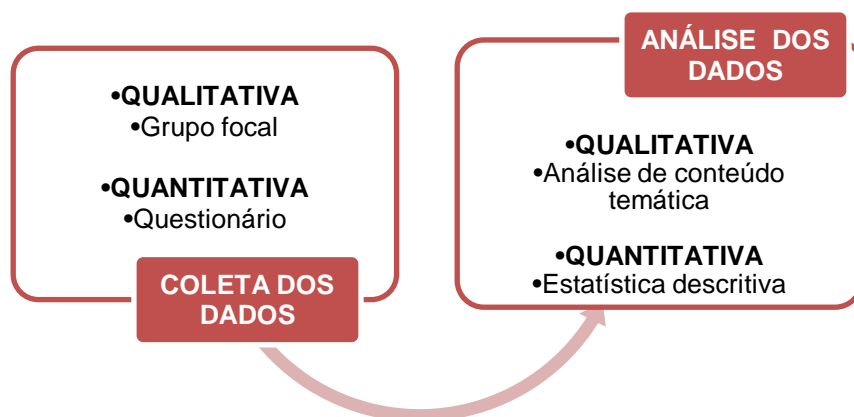 •QUALITATIVA
•Grupo focal
•QUANTITATIVA
•Questionário
COLETA DOS
DADOS
ANÁLISE DOS
DADOS
•QUALITATIVA
•Análise de conteúdo
temática
•QUANTITATIVA
•Estatística descritiva